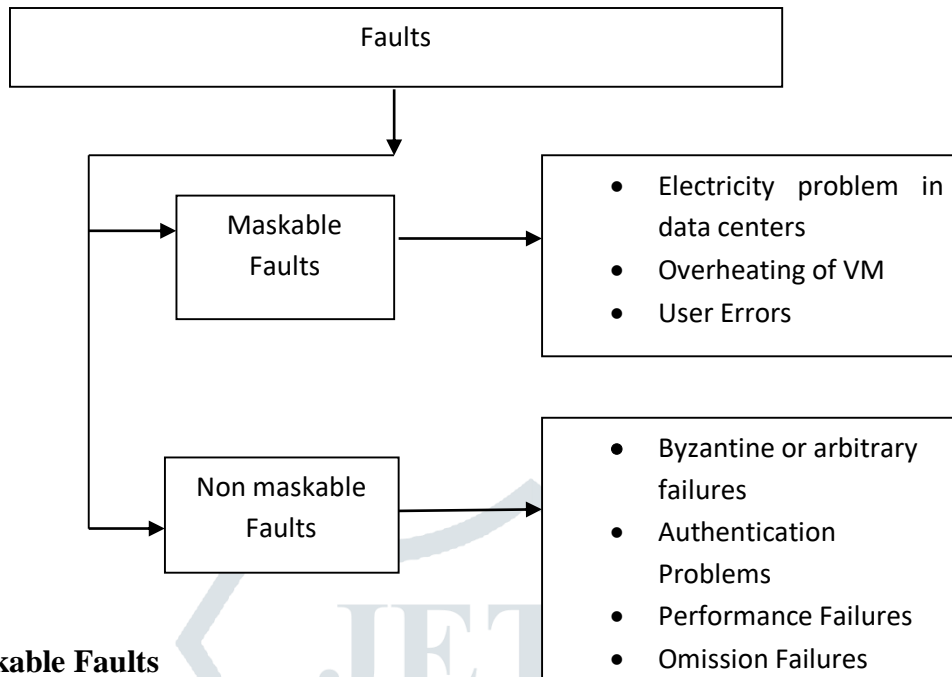 Faults
Maskable
Faults
• Electricity problem in
data centers
• Overheating of VM
• User Errors
Non maskable
Faults
• Byzantine or arbitrary
failures
• Authentication
Problems
• Performance Failures
• Omission Failures
kable Faults